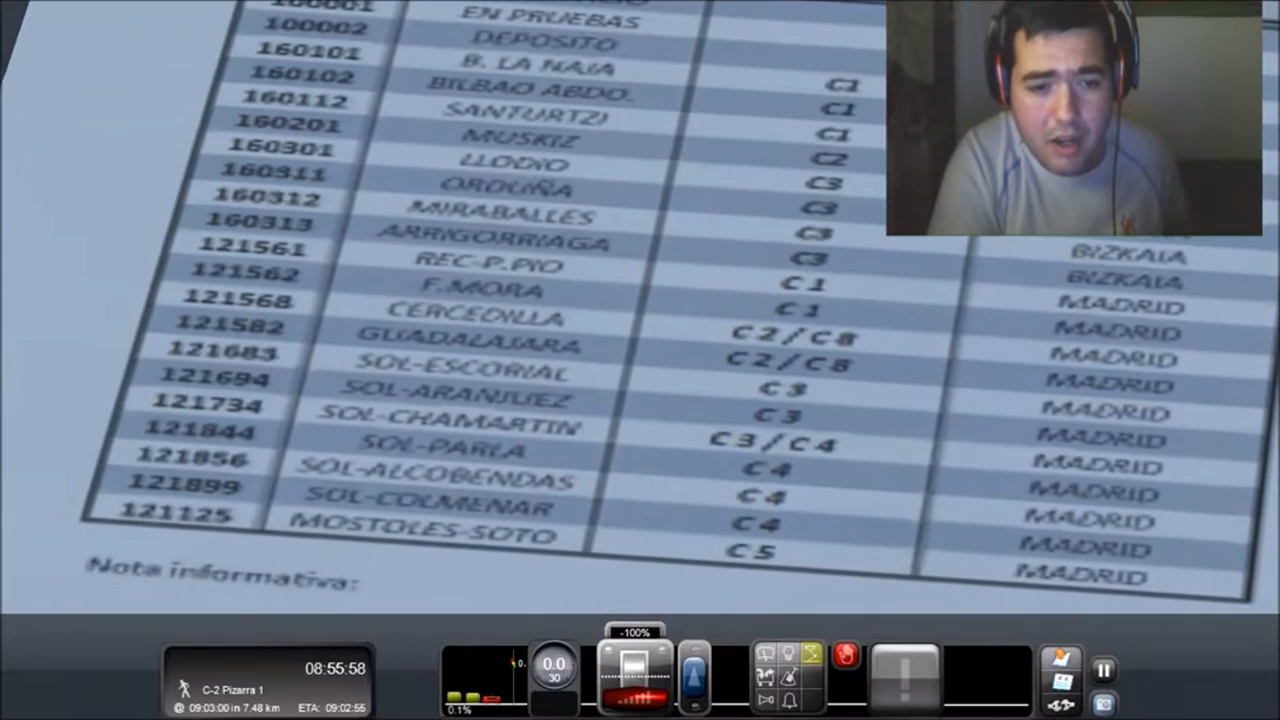 100001 EN PRUEBAS
100002 DEPOSITO
160101 B. LA NAJA C1
160102 BILBAO ABDO. C1
160112 SANTURTZI C1
160201 MUSKIZ C2
160301 LLODIO C3
160311 ORDUÑA C3
160312 MIRABALLES C3 BIZKAIA
160313 ARRIGORRIAGA C3 BIZKAIA
121561 REC-P.PIO C 1 MADRID
121562 F.MORA C 1 MADRID
121568 CERCEDILLA C 2 / C 8 MADRID
121582 GUADALAJARA C 2 / C 8 MADRID
121683 SOL-ESCORIAL C 3 MADRID
121694 SOL-ARANJUEZ C 3 MADRID
121734 SOL-CHAMARTIN C 3 / C 4 MADRID
121844 SOL-PARLA C 4 MADRID
121856 SOL-ALCOBENDAS C 4 MADRID
121899 SOL-COLMENAR C 4 MADRID
121125 MOSTOLES-SOTO C 5 MADRID
Nota informativa:
-100%
08:55:58
C-2 Pizarra 1
@ 09:03:00 in 7.48 km ETA: 09:02:55
0.1%
0.
0.0
30